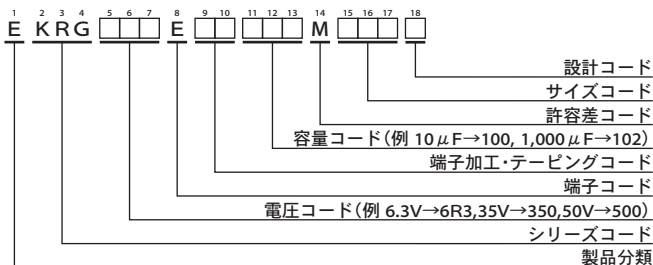 1 2 3 4 5 6 7 8 9 10 11 12 13 14 15 16 17 18
E K R G □□□ E □□ □□□ M □□□ □
設計コード
サイズコード
許容差コード
容量コード(例 10μF→100, 1,000μF→102)
端子加工・テーピングコード
端子コード
電圧コード(例 6.3V→6R3,35V→350,50V→500)
シリーズコード
製品分類